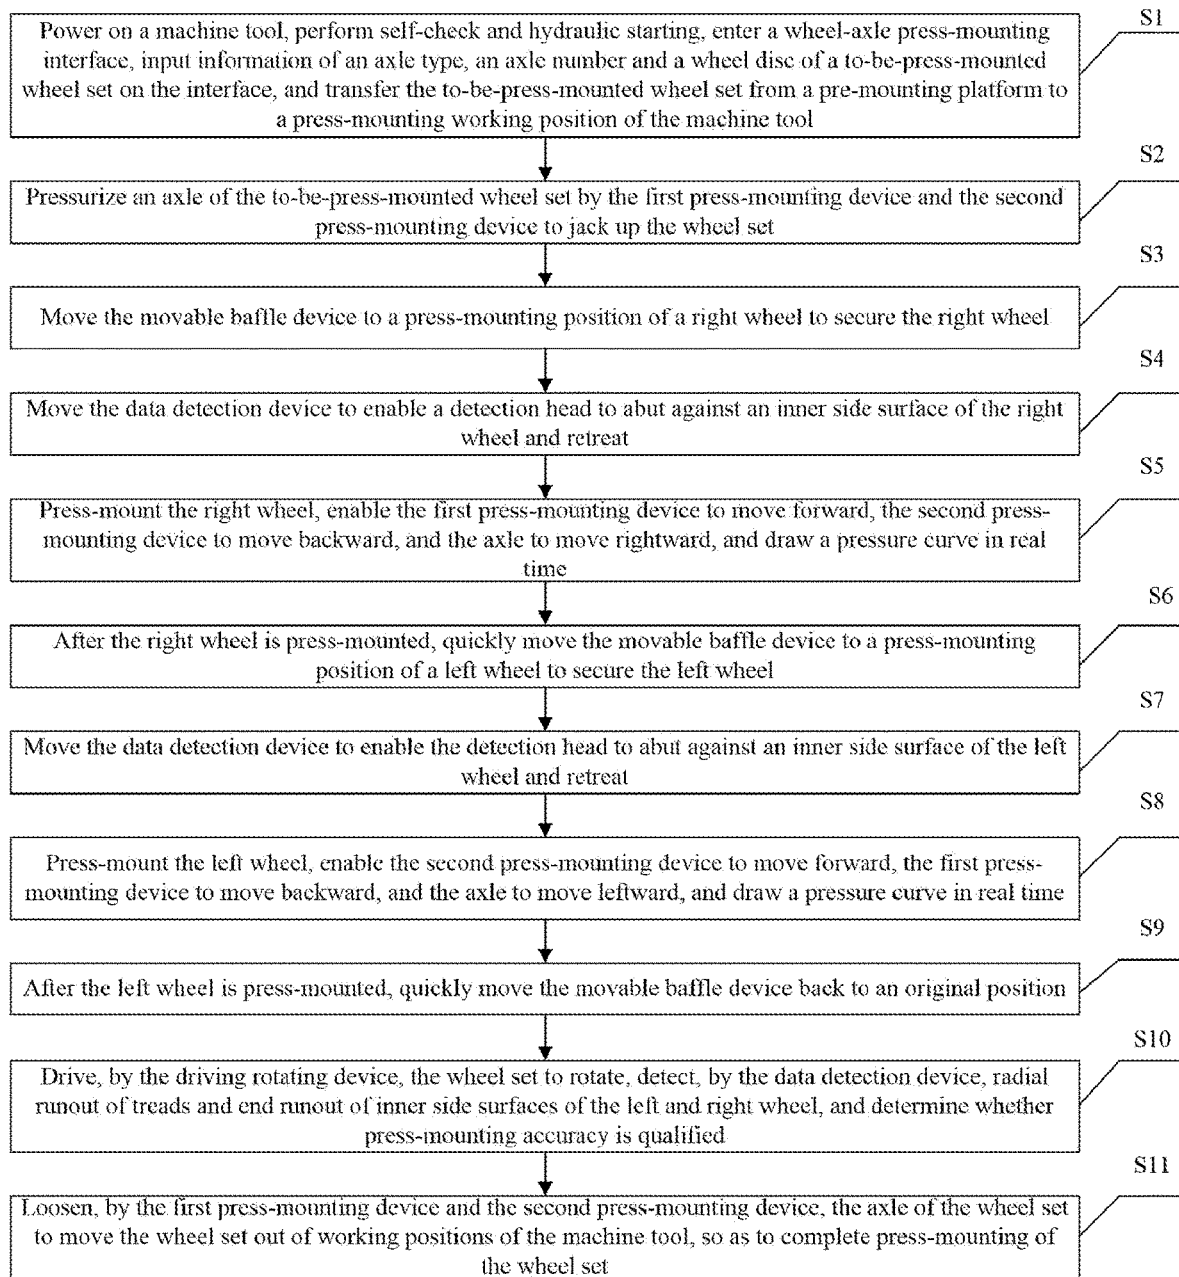 S1
Power on a machine tool, perform self-check and hydraulic starting, enter a wheel-axle press-mounting
interface, input information of an axle type, an axle number and a wheel disc of a to-be-press-mounted
wheel set on the interface, and transfer the to-be-press-mounted wheel set from a pre-mounting platform to
a press-mounting working position of the machine tool
S2
Pressurize an axle of the to-be-press-mounted wheel set by the first press-mounting device and the second
press-mounting device to jack up the wheel set
S3
Move the movable baffle device to a press-mounting position of a right wheel to secure the right wheel
S4
Move the data detection device to enable a detection head to abut against an inner side surface of the right
wheel and retreat
S5
Press-mount the right wheel, enable the first press-mounting device to move forward, the second press-
mounting device to move backward, and the axle to move rightward, and draw a pressure curve in real
time
S6
After the right wheel is press-mounted, quickly move the movable baffle device to a press-mounting
position of a left wheel to secure the left wheel
S7
Move the data detection device to enable the detection head to abut against an inner side surface of the left
wheel and retreat
S8
Press-mount the left wheel, enable the second press-mounting device to move forward, the first press-
mounting device to move backward, and the axle to move leftward, and draw a pressure curve in real time
S9
After the left wheel is press-mounted, quickly move the movable baffle device back to an original position
S10
Drive, by the driving rotating device, the wheel set to rotate, detect, by the data detection device, radial
runout of treads and end runout of inner side surfaces of the left and right wheel, and determine whether
press-mounting accuracy is qualified
S11
Loosen, by the first press-mounting device and the second press-mounting device, the axle of the wheel set
to move the wheel set out of working positions of the machine tool, so as to complete press-mounting of
the wheel set